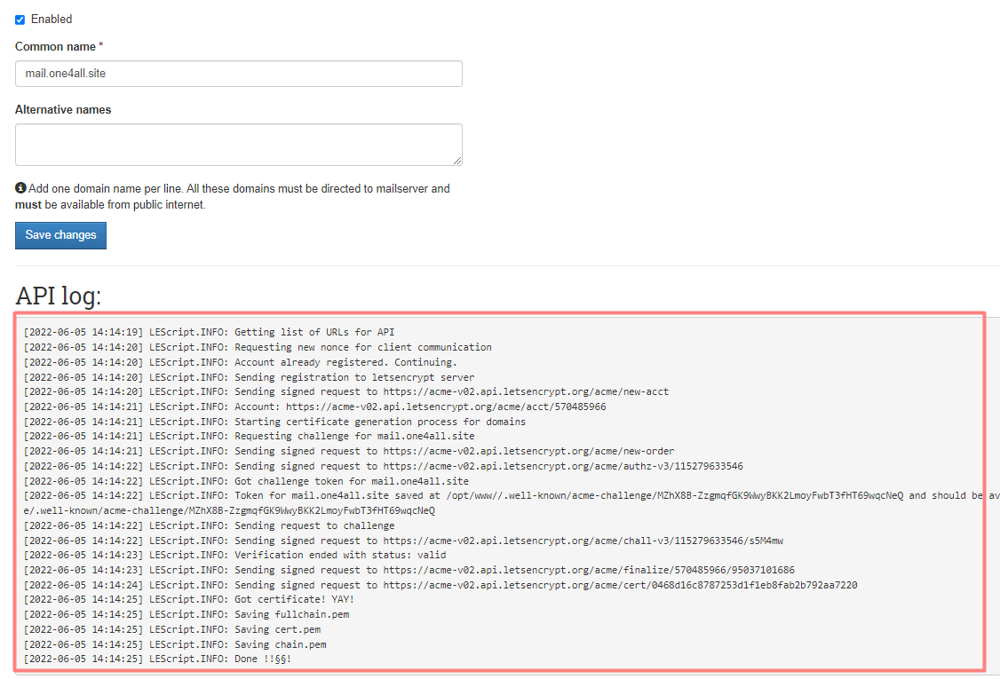 Enabled
Common name *
mail.one4all.site
Alternative names
Add one domain name per line. All these domains must be directed to mailserver and
must be available from public internet.
Save changes
API log:
[2022-06-05 14:14:19] LEScript.INFO: Getting list of URLs for API
[2022-06-05 14:14:20] LEScript.INFO: Requesting new nonce for client communication
[2022-06-05 14:14:20] LEScript.INFO: Account already registered. Continuing.
[2022-06-05 14:14:20] LEScript.INFO: Sending registration to letsencrypt server
[2022-06-05 14:14:20] LEScript.INFO: Sending signed request to https://acme-v02.api.letsencrypt.org/acme/new-acct
[2022-06-05 14:14:21] LEScript.INFO: Account: https://acme-v02.api.letsencrypt.org/acme/acct/570485966
[2022-06-05 14:14:21] LEScript.INFO: Starting certificate generation process for domains
[2022-06-05 14:14:21] LEScript.INFO: Requesting challenge for mail.one4all.site
[2022-06-05 14:14:21] LEScript.INFO: Sending signed request to https://acme-v02.api.letsencrypt.org/acme/new-order
[2022-06-05 14:14:22] LEScript.INFO: Sending signed request to https://acme-v02.api.letsencrypt.org/acme/authz-v3/115279633546
[2022-06-05 14:14:22] LEScript.INFO: Got challenge token for mail.one4all.site
[2022-06-05 14:14:22] LEScript.INFO: Token for mail.one4all.site saved at /opt/www//.well-known/acme-challenge/MZhX8B-ZzgmqfGK9WwyBKK2LmoyFwbT3fHT69wqcNeQ and should be av
e/.well-known/acme-challenge/MZhX8B-ZzgmqfGK9WwyBKK2LmoyFwbT3fHT69wqcNeQ
[2022-06-05 14:14:22] LEScript.INFO: Sending request to challenge
[2022-06-05 14:14:22] LEScript.INFO: Sending signed request to https://acme-v02.api.letsencrypt.org/acme/chall-v3/115279633546/s5M4mw
[2022-06-05 14:14:23] LEScript.INFO: Verification ended with status: valid
[2022-06-05 14:14:23] LEScript.INFO: Sending signed request to https://acme-v02.api.letsencrypt.org/acme/finalize/570485966/95037101686
[2022-06-05 14:14:24] LEScript.INFO: Sending signed request to https://acme-v02.api.letsencrypt.org/acme/cert/0468d16c8787253d1f1eb8fab2b792aa7220
[2022-06-05 14:14:25] LEScript.INFO: Got certificate! YAY!
[2022-06-05 14:14:25] LEScript.INFO: Saving fullchain.pem
[2022-06-05 14:14:25] LEScript.INFO: Saving cert.pem
[2022-06-05 14:14:25] LEScript.INFO: Saving chain.pem
[2022-06-05 14:14:25] LEScript.INFO: Done !!§§!